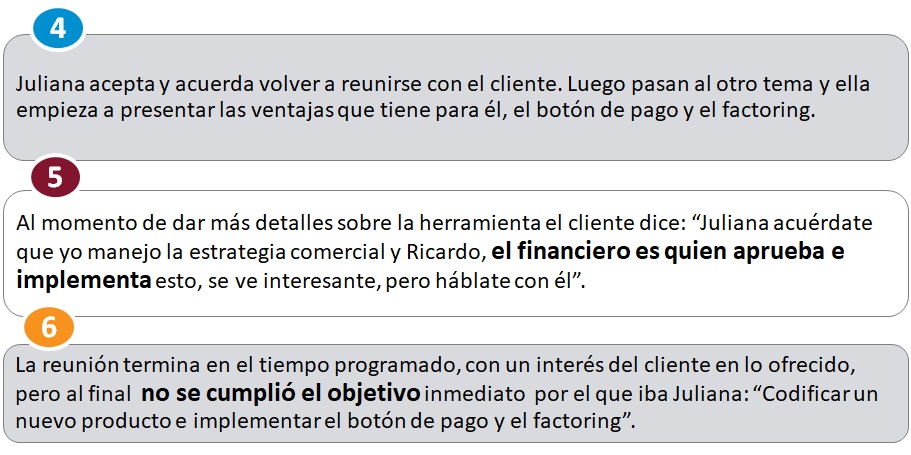 4
Juliana acepta y acuerda volver a reunirse con el cliente. Luego pasan al otro tema y ella
empieza a presentar las ventajas que tiene para él, el botón de pago y el factoring.
5
Al momento de dar más detalles sobre la herramienta el cliente dice: “Juliana acuérdate
que yo manejo la estrategia comercial y Ricardo, el financiero es quien aprueba e
implementa esto, se ve interesante, pero háblate con él”.
6
La reunión termina en el tiempo programado, con un interés del cliente en lo ofrecido,
pero al final no se cumplió el objetivo inmediato por el que iba Juliana: “Codificar un
nuevo producto e implementar el botón de pago y el factoring”.